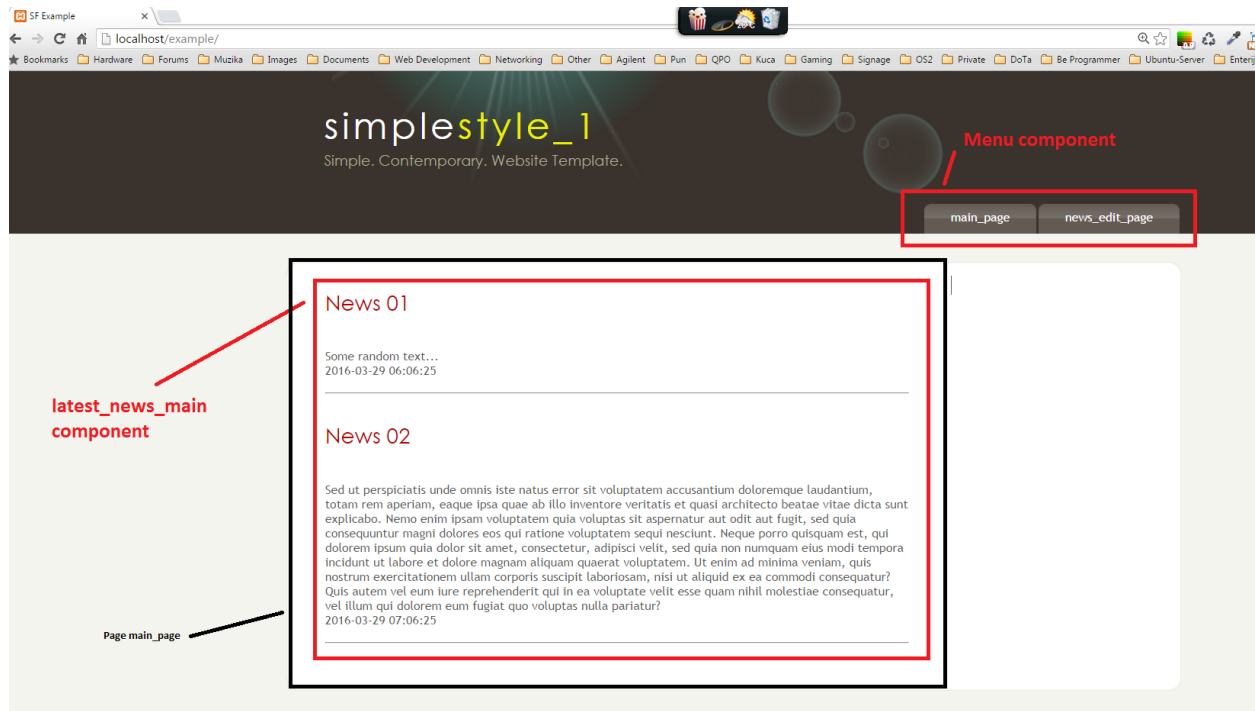 SF Example
localhost/example/
Bookmarks Hardware Forums Muzika Images Documents Web Development Networking Other Agilent Pun QPO Kuca Gaming Signage OS2 Private DoTa Be Programmer Ubuntu-Server Enterij
simplestyle_1
Simple. Contemporary. Website Template.
Menu component
main_page news_edit_page
News 01
Some random text...
2016-03-29 06:06:25
latest_news_main
component
News 02
Sed ut perspiciatis unde omnis iste natus error sit voluptatem accusantium doloremque laudantium,
totam rem aperiam, eaque ipsa quae ab illo inventore veritatis et quasi architecto beatae vitae dicta sunt
explicabo. Nemo enim ipsam voluptatem quia voluptas sit aspernatur aut odit aut fugit, sed quia
consequuntur magni dolores eos qui ratione voluptatem sequi nesciunt. Neque porro quisquam est, qui
dolorem ipsum quia dolor sit amet, consectetur, adipisci velit, sed quia non numquam eius modi tempora
incidunt ut labore et dolore magnam aliquam quaerat voluptatem. Ut enim ad minima veniam, quis
nostrum exercitationem ullam corporis suscipit laboriosam, nisi ut aliquid ex ea commodi consequatur?
Quis autem vel eum iure reprehenderit qui in ea voluptate velit esse quam nihil molestiae consequatur,
vel illum qui dolorem eum fugiat quo voluptas nulla pariatur?
2016-03-29 07:06:25
Page main_page